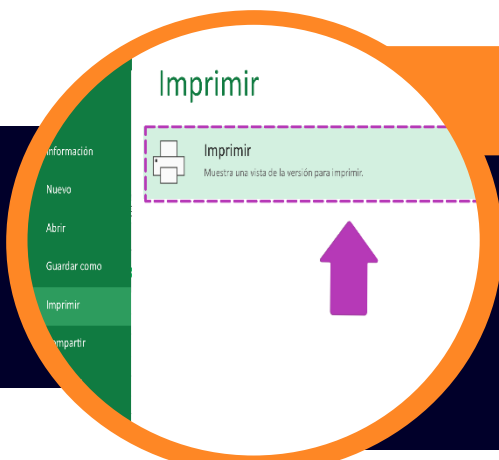 Imprimir
Imprimir
Muestra una vista de la versión para imprimir.
Información
Nuevo
Abrir
Guardar como
Imprimir
ompartir